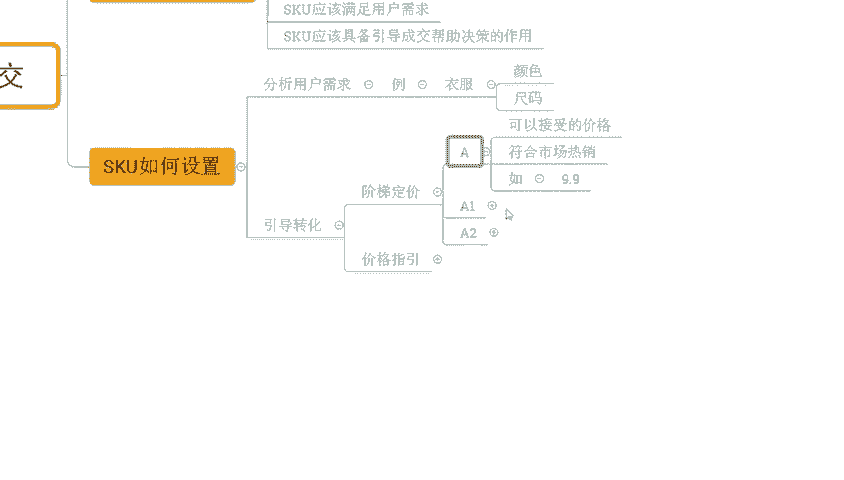 SKU应该满足用户需求
SKU应该具备引导成交帮助决策的作用
交
分析用户需求
例
衣服
颜色
尺码
SKU如何设置
引导转化
阶梯定价
A
可以接受的价格
符合市场热销
如
9.9
A1
A2
价格指引